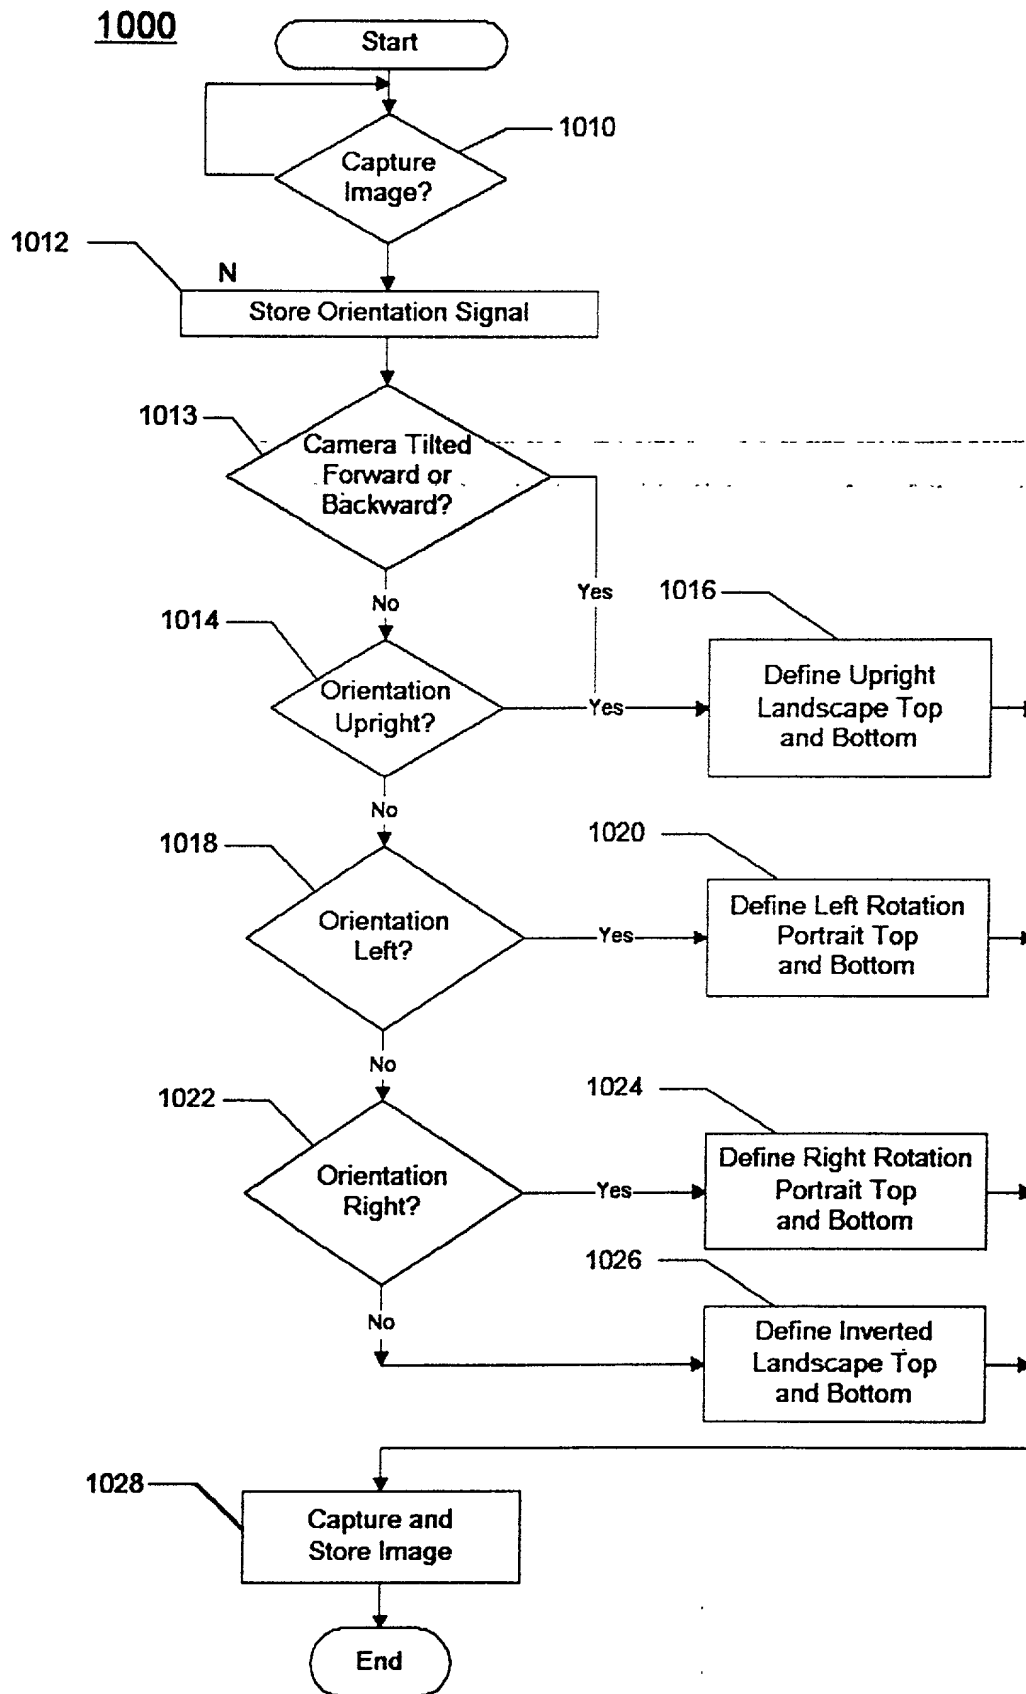 1000
Start
1010
Capture
Image?
1012
N
Store Orientation Signal
1013
Camera Tilted
Forward or
Backward?
Yes
No
1016
1014
Orientation
Upright?
Yes
Define Upright
Landscape Top
and Bottom
No
1018
1020
Orientation
Left?
Yes
Define Left Rotation
Portrait Top
and Bottom
No
1022
1024
Orientation
Right?
Yes
Define Right Rotation
Portrait Top
and Bottom
1026
No
Define Inverted
Landscape Top
and Bottom
1028
Capture and
Store Image
End